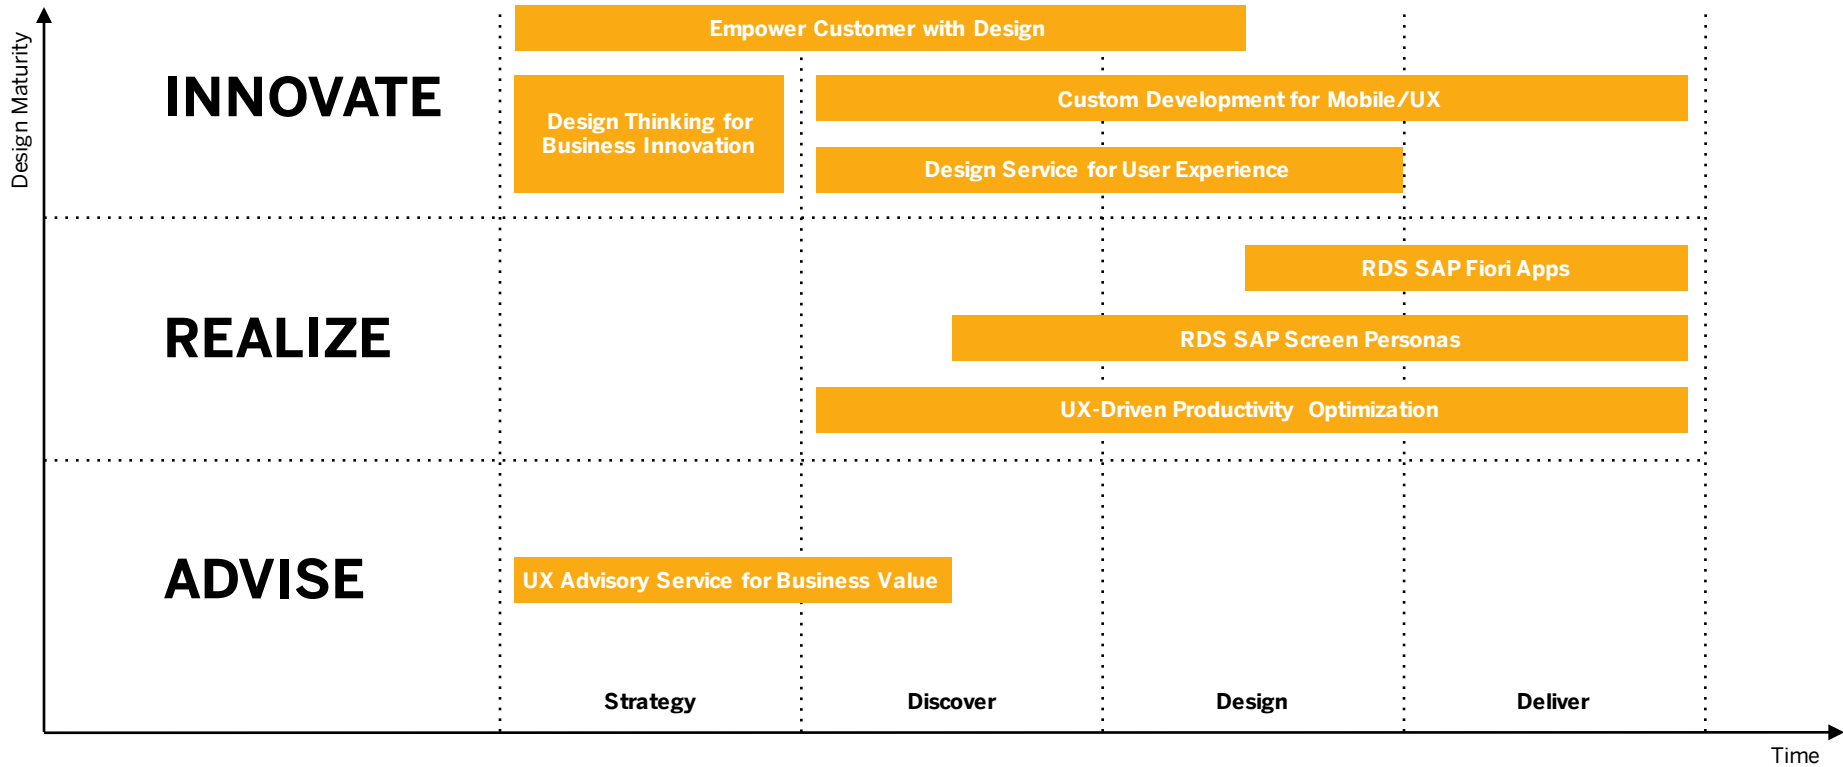 Design Maturity
INNOVATE
Empower Customer with Design
Design Thinking for
Business Innovation
Custom Development for Mobile/UX
Design Service for User Experience
REALIZE
RDS SAP Fiori Apps
RDS SAP Screen Personas
UX-Driven Productivity Optimization
ADVISE
UX Advisory Service for Business Value
Strategy
Discover
Design
Deliver
Time